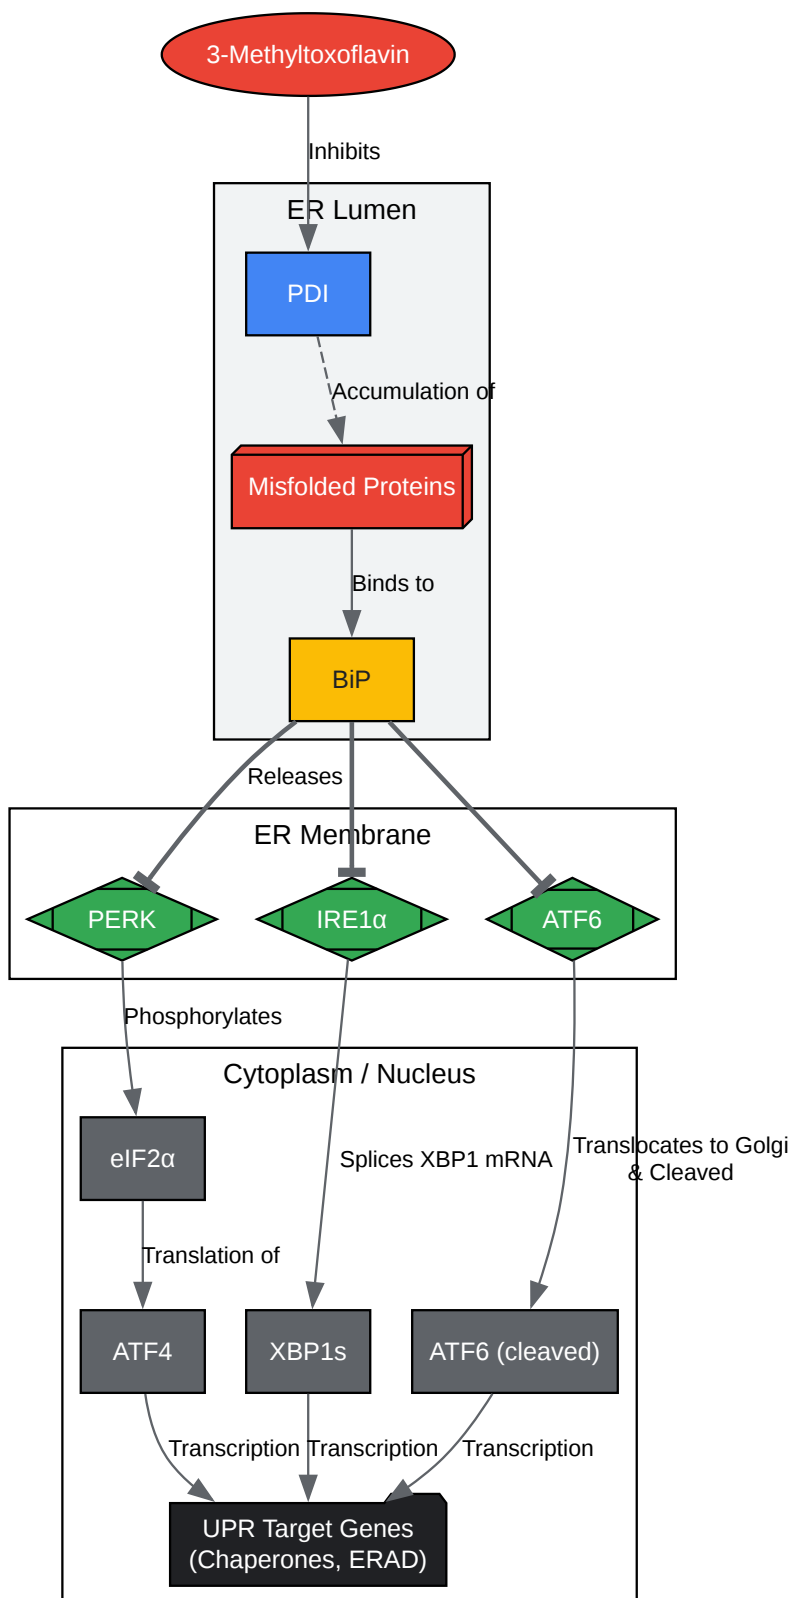 3-Methyltoxoflavin
Inhibits
ER Lumen
PDI
Accumulation of
Misfolded Proteins
Binds to
BiP
Releases
ER Membrane
PERK
IRE1α
ATF6
Phosphorylates
Cytoplasm / Nucleus
eIF2α
Splices XBP1 mRNA
Translocates to Golgi
& Cleaved
Translation of
ATF4
XBP1s
ATF6 (cleaved)
Transcription
Transcription
Transcription
UPR Target Genes
(Chaperones, ERAD)